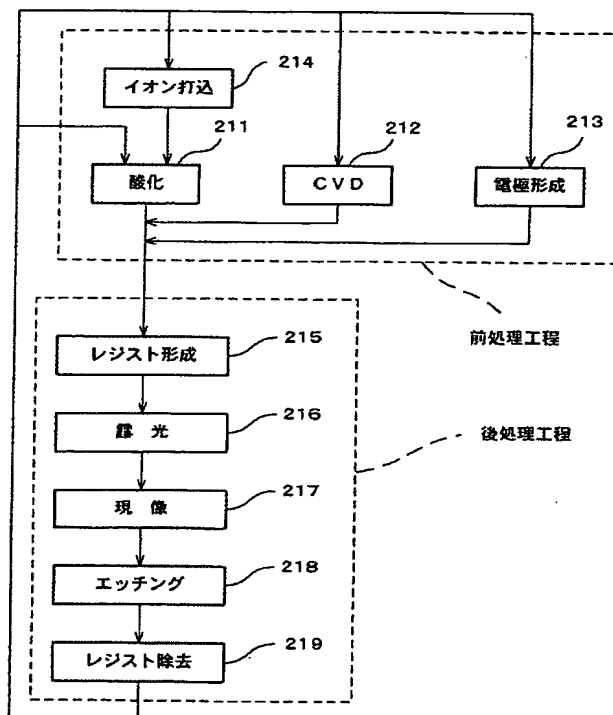 214
イオン打込
211
212
213
酸化
CVD
電極形成
前処理工程
レジスト形成
215
露 光
216
後処理工程
現 像
217
エッチング
218
レジスト除去
219